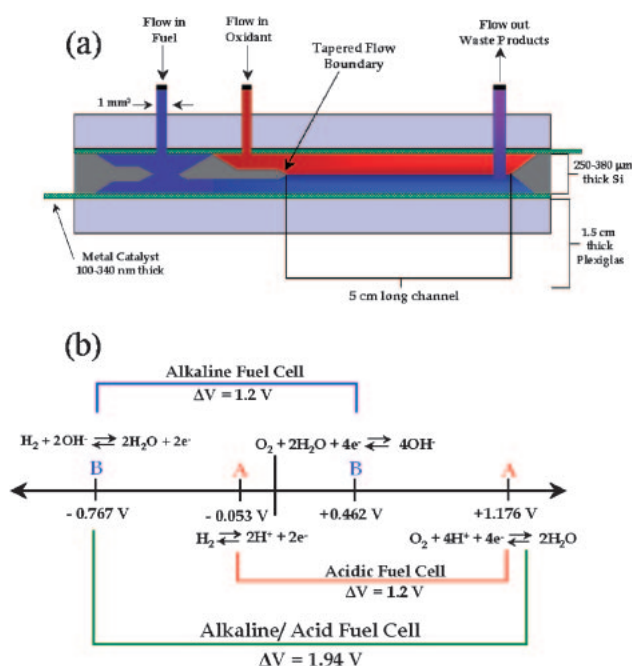 (a)
Flow in
Fuel
Flow in
Oxidant
Tapered Flow
Boundary
Flow out
Waste Products
1 mm³
250-380 µm
thick Si
1.5 cm
thick
Plexiglas
Metal Catalyst
100-340 nm thick
5 cm long channel
(b)
Alkaline Fuel Cell
ΔV = 1.2 V
H₂ + 2OH⁻ ⇌ 2H₂O + 2e⁻
O₂ + 2H₂O + 4e⁻ ⇌ 4OH⁻
B A B A
- 0.767 V - 0.053 V +0.462 V +1.176 V
H₂ ⇌ 2H⁺ + 2e⁻
O₂ + 4H⁺ + 4e⁻ ⇌ 2H₂O
Acidic Fuel Cell
ΔV = 1.2 V
Alkaline/ Acid Fuel Cell
ΔV = 1.94 V